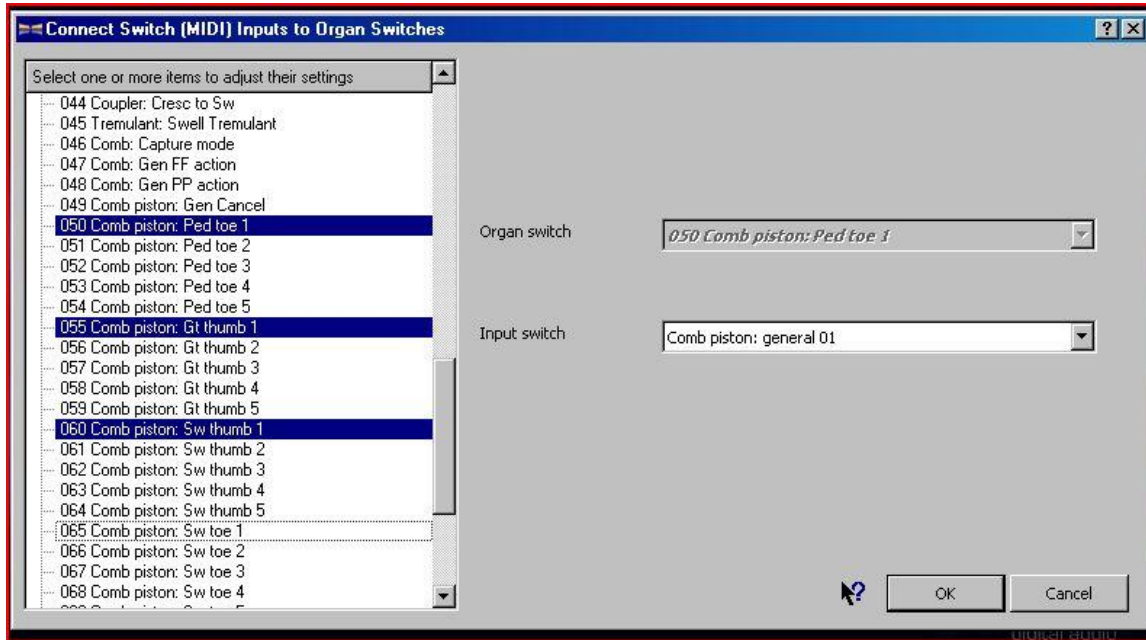 Connect Switch (MIDI) Inputs to Organ Switches
Select one or more items to adjust their settings
044 Coupler: Cresc to Sw
045 Tremulant: Swell Tremulant
046 Comb: Capture mode
047 Comb: Gen FF action
048 Comb: Gen PP action
049 Comb piston: Gen Cancel
050 Comb piston: Ped toe 1
051 Comb piston: Ped toe 2
052 Comb piston: Ped toe 3
053 Comb piston: Ped toe 4
054 Comb piston: Ped toe 5
055 Comb piston: Gt thumb 1
056 Comb piston: Gt thumb 2
057 Comb piston: Gt thumb 3
058 Comb piston: Gt thumb 4
059 Comb piston: Gt thumb 5
060 Comb piston: Sw thumb 1
061 Comb piston: Sw thumb 2
062 Comb piston: Sw thumb 3
063 Comb piston: Sw thumb 4
064 Comb piston: Sw thumb 5
065 Comb piston: Sw toe 1
066 Comb piston: Sw toe 2
067 Comb piston: Sw toe 3
068 Comb piston: Sw toe 4
Organ switch
050 Comb piston: Ped toe 1
Input switch
Comb piston: general 01
OK
Cancel
digital audio